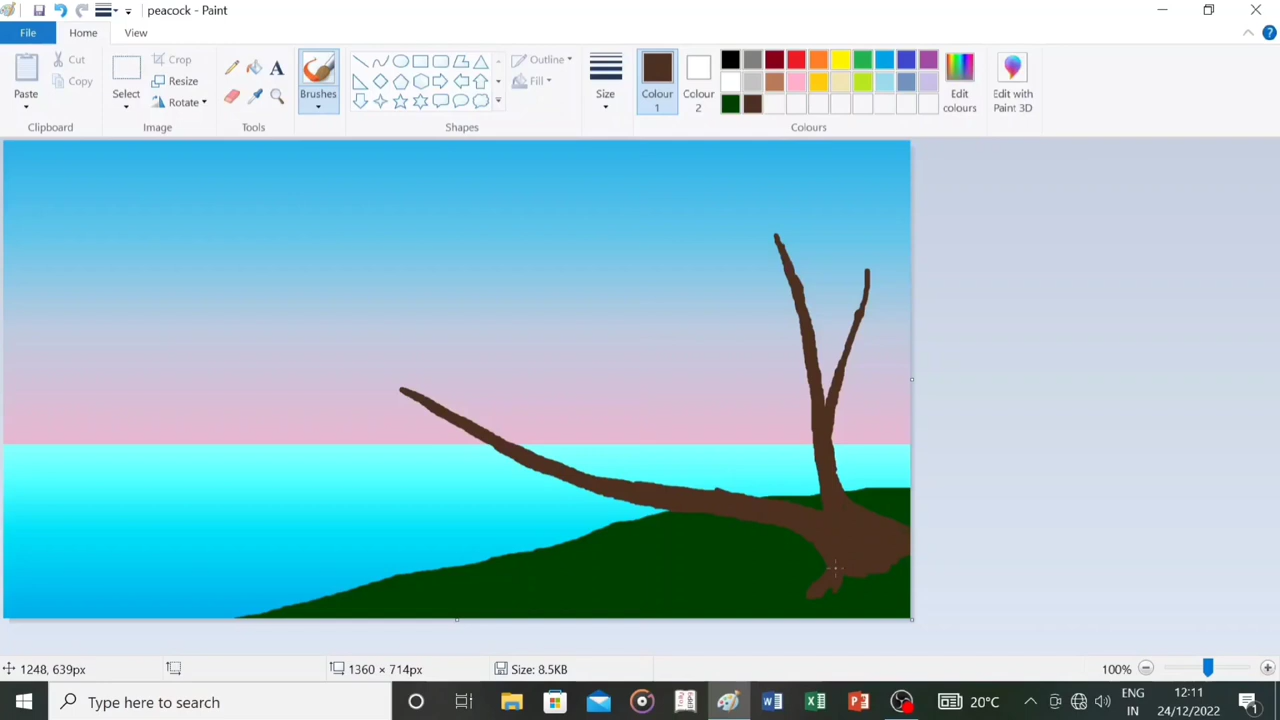 peacock - Paint
File Home View
Paste
Cut
Copy
Clipboard
Select
Crop
Resize
Rotate
Image
Tools
Brushes
Shapes
Outline
Fill
Size
Colour 1
Colour 2
Edit colours
Edit with Paint 3D
Colours
1248, 639px
1360 × 714px
Size: 8.5KB
100%
Type here to search
20°C
ENG
IN
12:11
24/12/2022